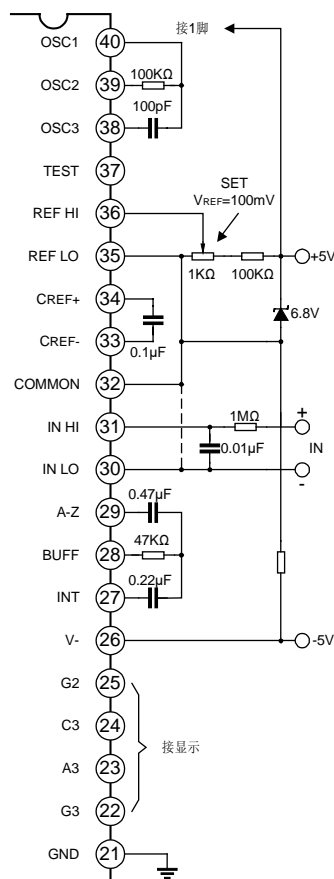 接1脚
OSC1 40
OSC2 39 100KΩ
OSC3 38 100pF
TEST 37
SET
VREF=100mV
REF HI 36
REF LO 35 1KΩ 100KΩ +5V
CREF+ 34
6.8V
CREF- 33 0.1µF
COMMON 32
IN HI 31 1MΩ +
0.01µF IN
IN LO 30 -
A-Z 29 0.47µF
BUFF 28 47KΩ
INT 27 0.22µF
V- 26 -5V
G2 25
C3 24
接显示
A3 23
G3 22
GND 21